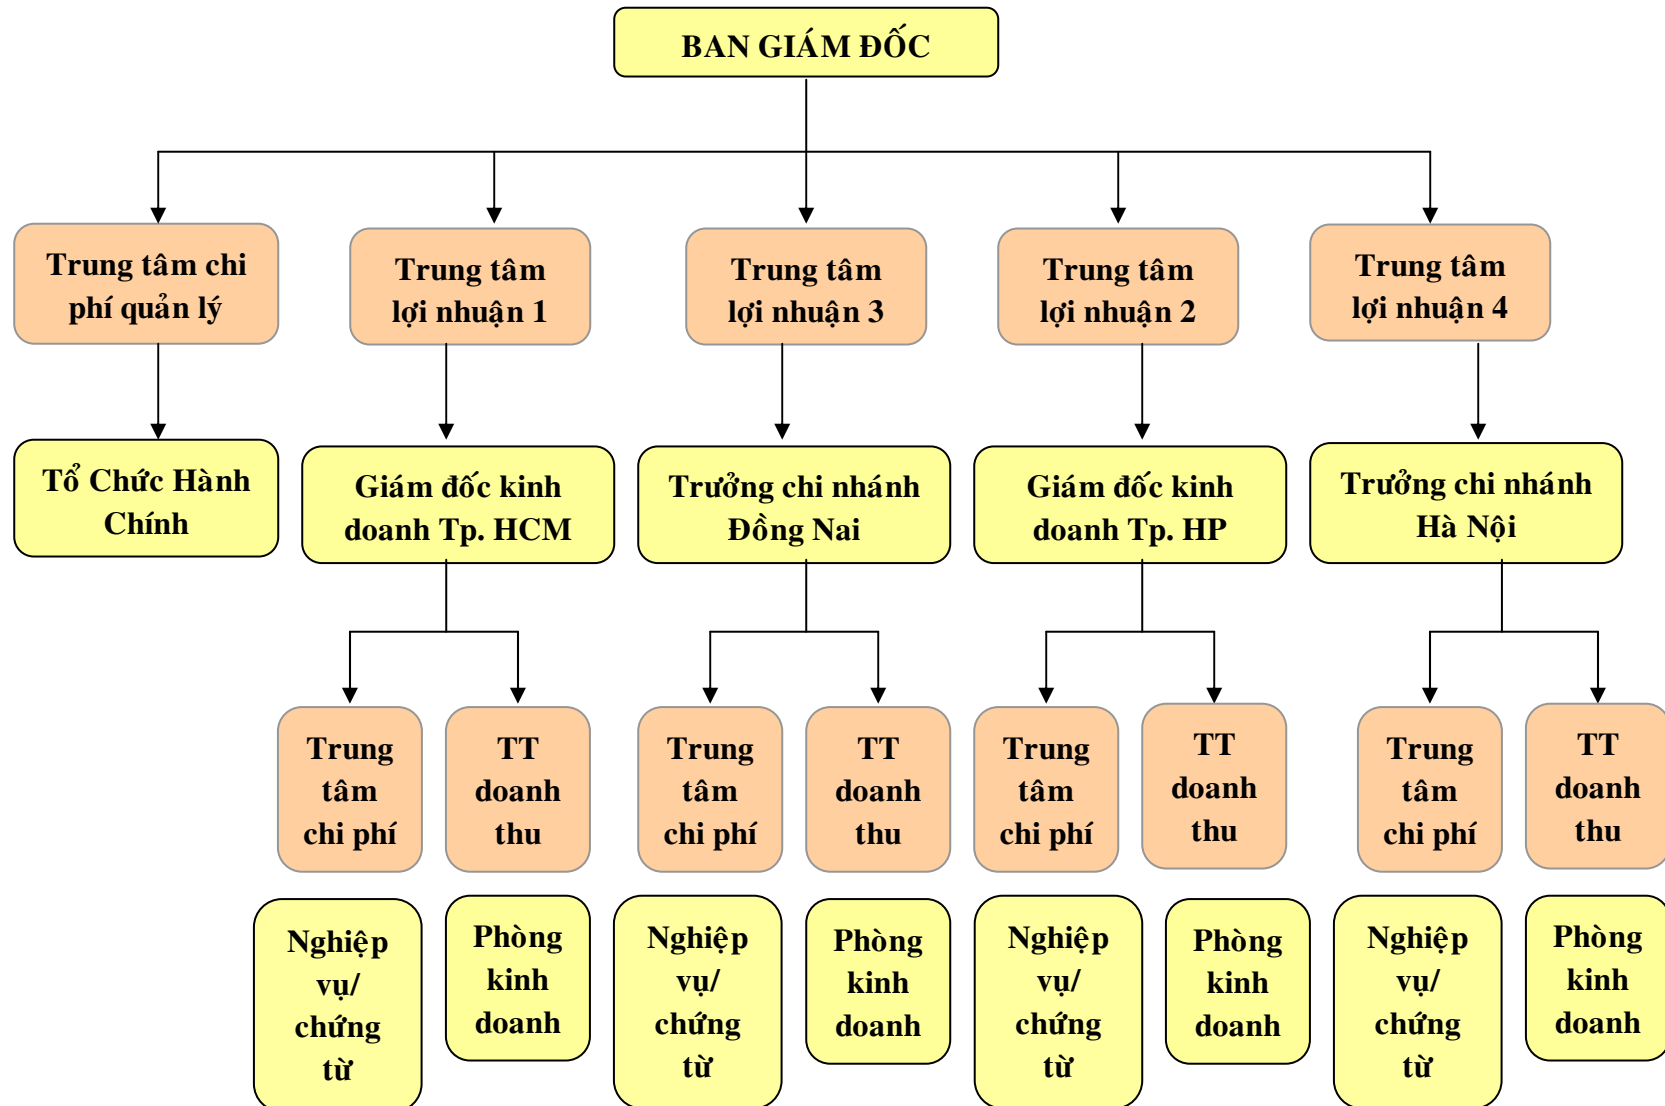 BAN GIÁM ĐỐC
Trung tâm chi
phí quản lý
Trung tâm
lợi nhuận 1
Trung tâm
lợi nhuận 3
Trung tâm
lợi nhuận 2
Trung tâm
lợi nhuận 4
Tổ Chức Hành
Chính
Giám đốc kinh
doanh Tp. HCM
Trưởng chi nhánh
Đồng Nai
Giám đốc kinh
doanh Tp. HP
Trưởng chi nhánh
Hà Nội
Trung
tâm
chi phí
TT
doanh
thu
Trung
tâm
chi phí
TT
doanh
thu
Trung
tâm
chi phí
TT
doanh
thu
Trung
tâm
chi phí
TT
doanh
thu
Nghiệp
vụ/
chứng
từ
Phòng
kinh
doanh
Nghiệp
vụ/
chứng
từ
Phòng
kinh
doanh
Nghiệp
vụ/
chứng
từ
Phòng
kinh
doanh
Nghiệp
vụ/
chứng
từ
Phòng
kinh
doanh